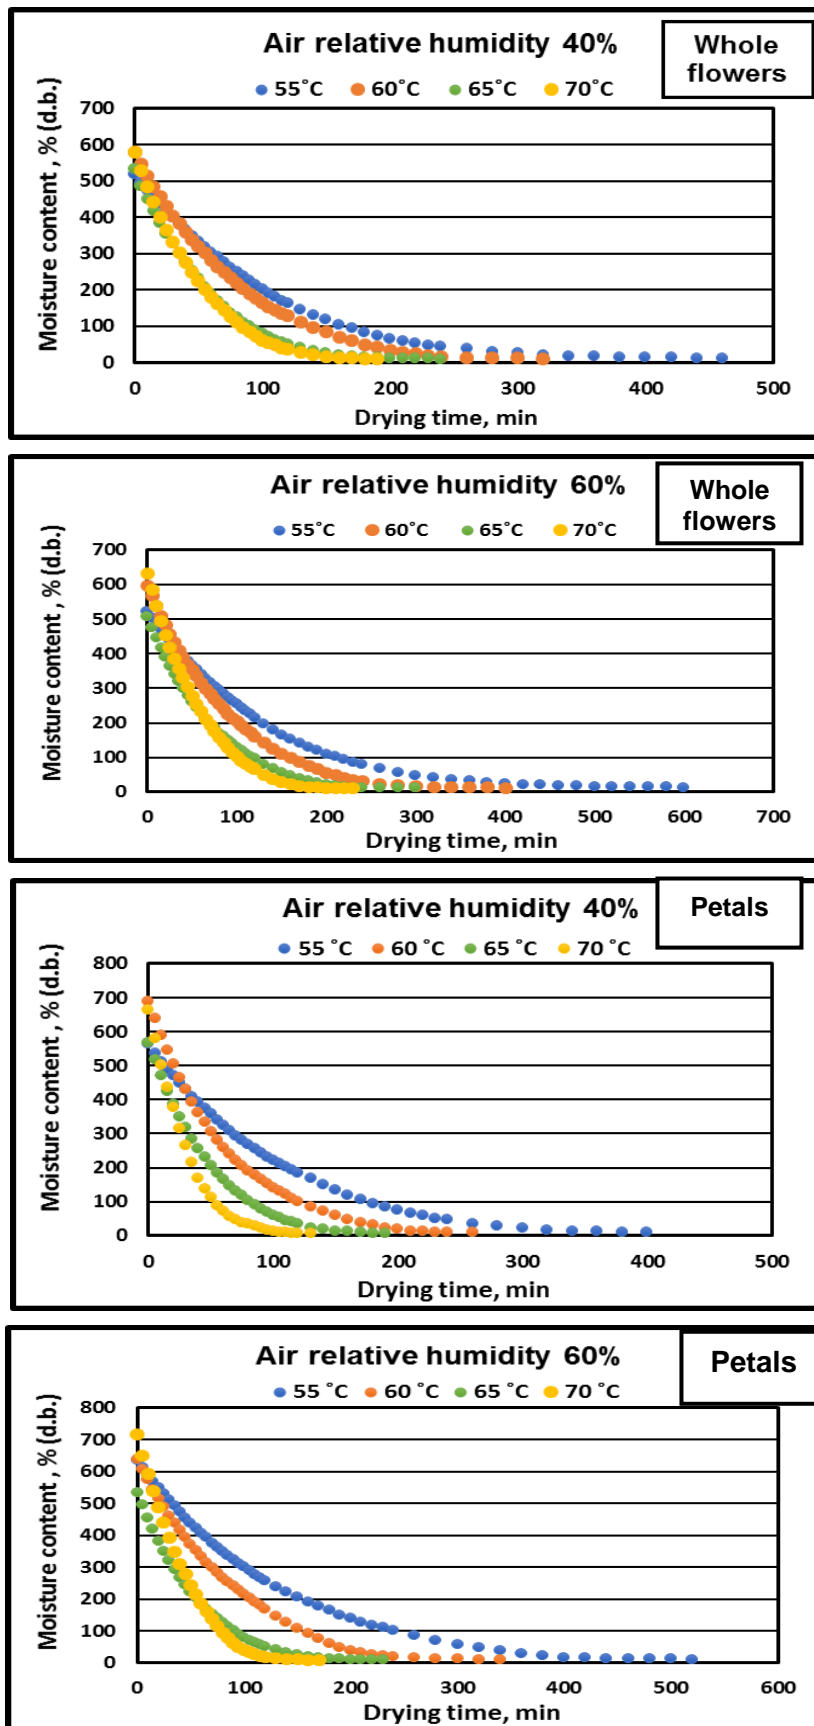 Air relative humidity 40%
Whole
flowers
55°C 60°C 65°C 70°C
Moisture content , % (d.b.)
700
600
500
400
300
200
100
0
0 100 200 300 400 500
Drying time, min
Air relative humidity 60%
Whole
flowers
55°C 60°C 65°C 70°C
Moisture content , % (d.b.)
700
600
500
400
300
200
100
0
0 100 200 300 400 500 600 700
Drying time, min
Air relative humidity 40%
Petals
55 °C 60 °C 65 °C 70 °C
Moisture content , % (d.b.)
800
700
600
500
400
300
200
100
0
0 100 200 300 400 500
Drying time, min
Air relative humidity 60%
Petals
55 °C 60 °C 65 °C 70 °C
Moisture content , % (d.b.)
800
700
600
500
400
300
200
100
0
0 100 200 300 400 500 600
Drying time, min